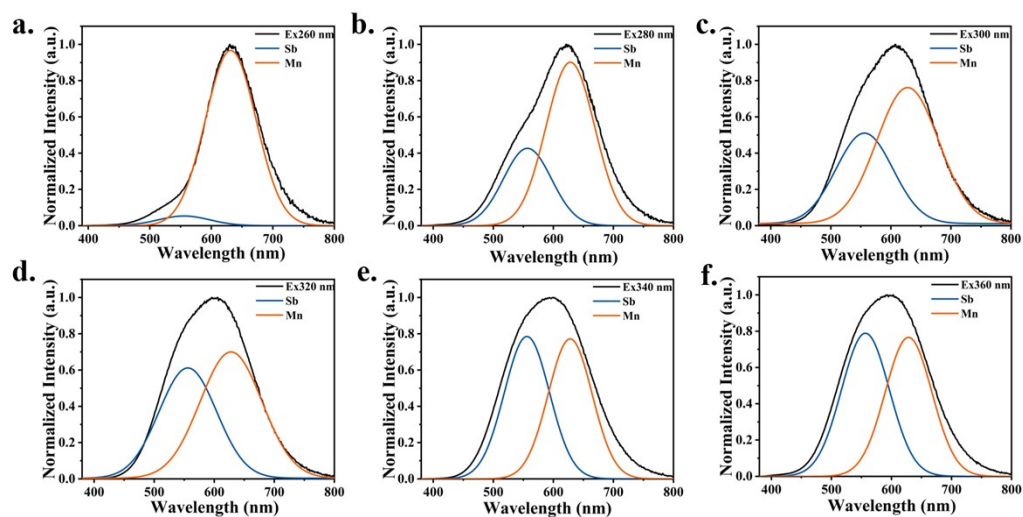 a.
Ex260 nm
Sb
Mn
Normalized Intensity (a.u.)
1.0
0.8
0.6
0.4
0.2
0.0
400 500 600 700 800
Wavelength (nm)
b.
Ex280 nm
Sb
Mn
Normalized Intensity (a.u.)
1.0
0.8
0.6
0.4
0.2
0.0
400 500 600 700 800
Wavelength (nm)
c.
Ex300 nm
Sb
Mn
Normalized Intensity (a.u.)
1.0
0.8
0.6
0.4
0.2
0.0
400 500 600 700 800
Wavelength (nm)
d.
Ex320 nm
Sb
Mn
Normalized Intensity (a.u.)
1.0
0.8
0.6
0.4
0.2
0.0
400 500 600 700 800
Wavelength (nm)
e.
Ex340 nm
Sb
Mn
Normalized Intensity (a.u.)
1.0
0.8
0.6
0.4
0.2
0.0
400 500 600 700 800
Wavelength (nm)
f.
Ex360 nm
Sb
Mn
Normalized Intensity (a.u.)
1.0
0.8
0.6
0.4
0.2
0.0
400 500 600 700 800
Wavelength (nm)